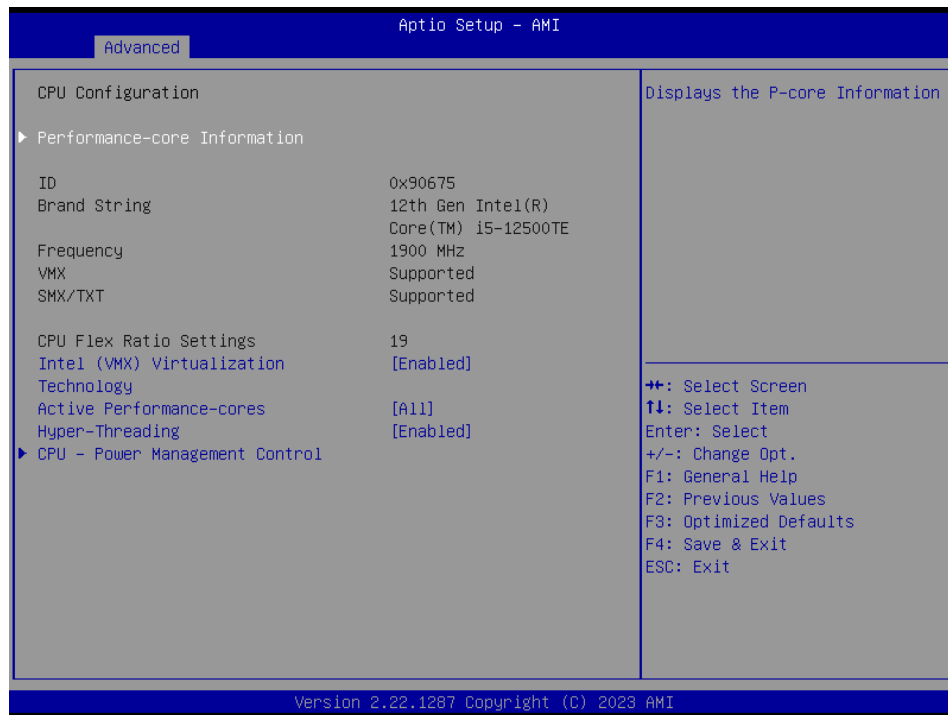 Aptio Setup – AMI
Advanced
CPU Configuration
Performance-core Information
ID 0x90675
Brand String 12th Gen Intel(R)
Core(TM) i5-12500TE
Frequency 1900 MHz
VMX Supported
SMX/TXT Supported
CPU Flex Ratio Settings 19
Intel (VMX) Virtualization [Enabled]
Technology
Active Performance-cores [All]
Hyper-Threading [Enabled]
CPU – Power Management Control
Displays the P-core Information
→←: Select Screen
↑↓: Select Item
Enter: Select
+/-: Change Opt.
F1: General Help
F2: Previous Values
F3: Optimized Defaults
F4: Save & Exit
ESC: Exit
Version 2.22.1287 Copyright (C) 2023 AMI